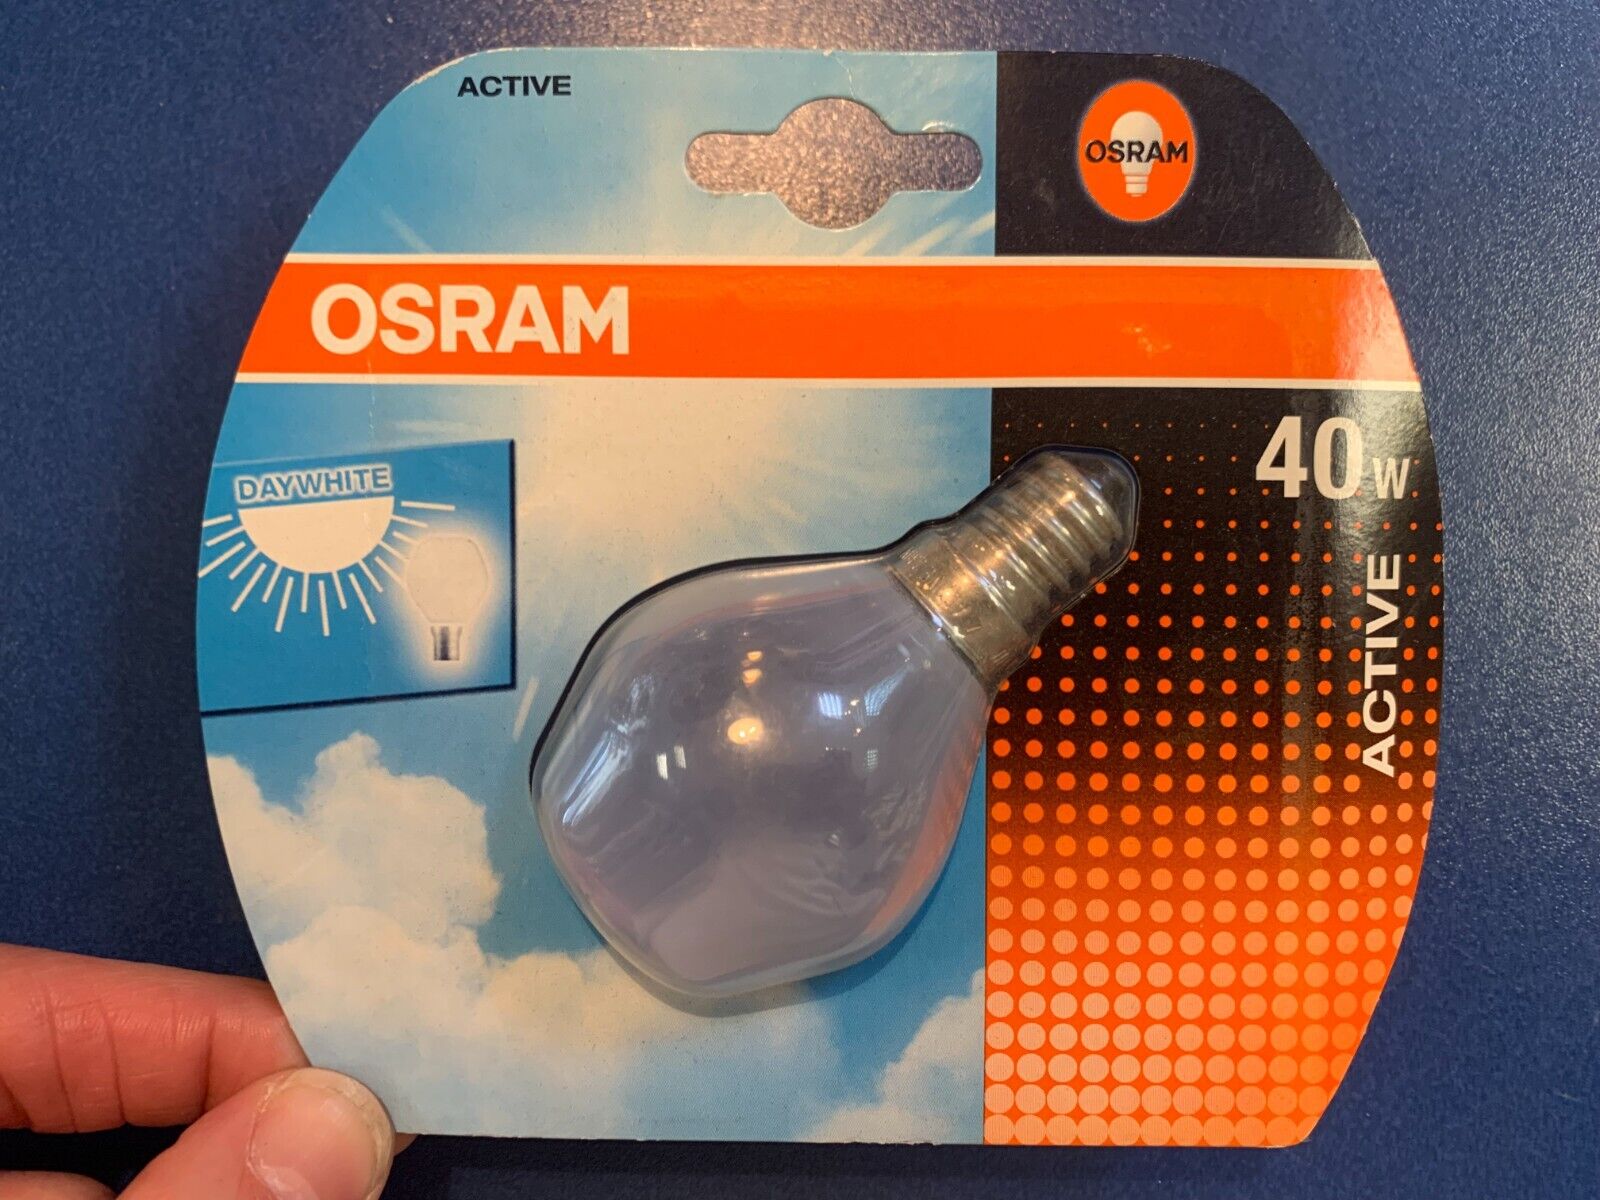 ACTIVE
OSRAM
OSRAM
40 W
DAYWHITE
ACTIVE